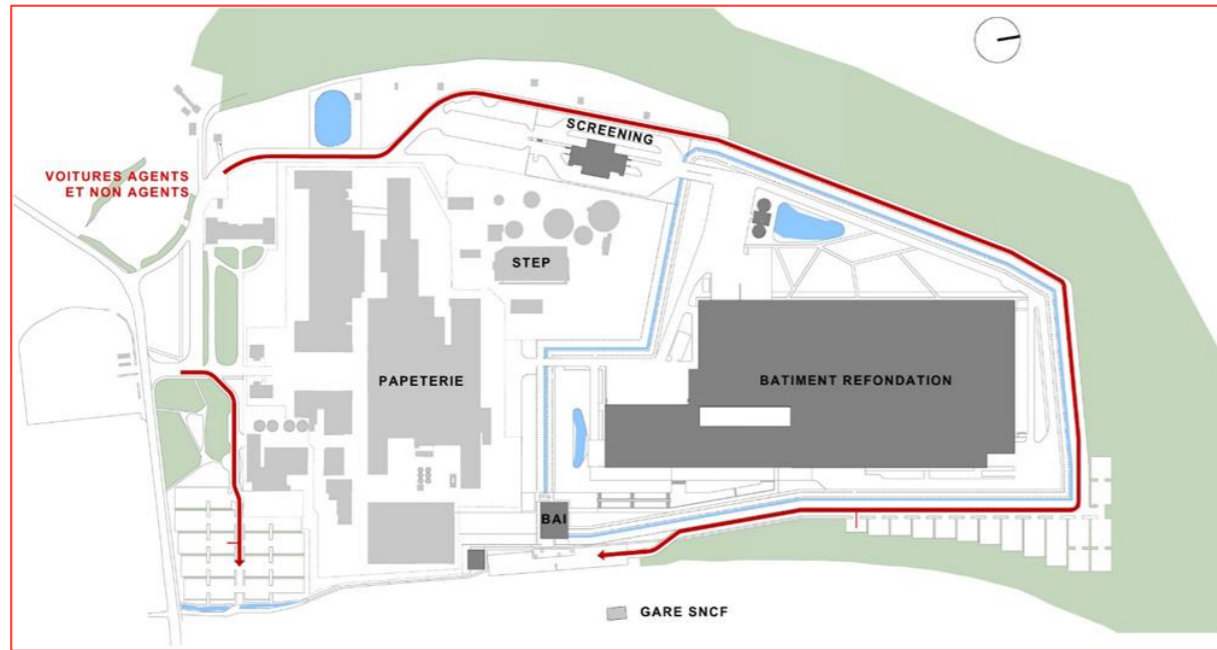 SCREENING
VOITURES AGENTS
ET NON AGENTS
STEP
PAPETERIE
BATIMENT REFONDATION
BAI
GARE SNCF